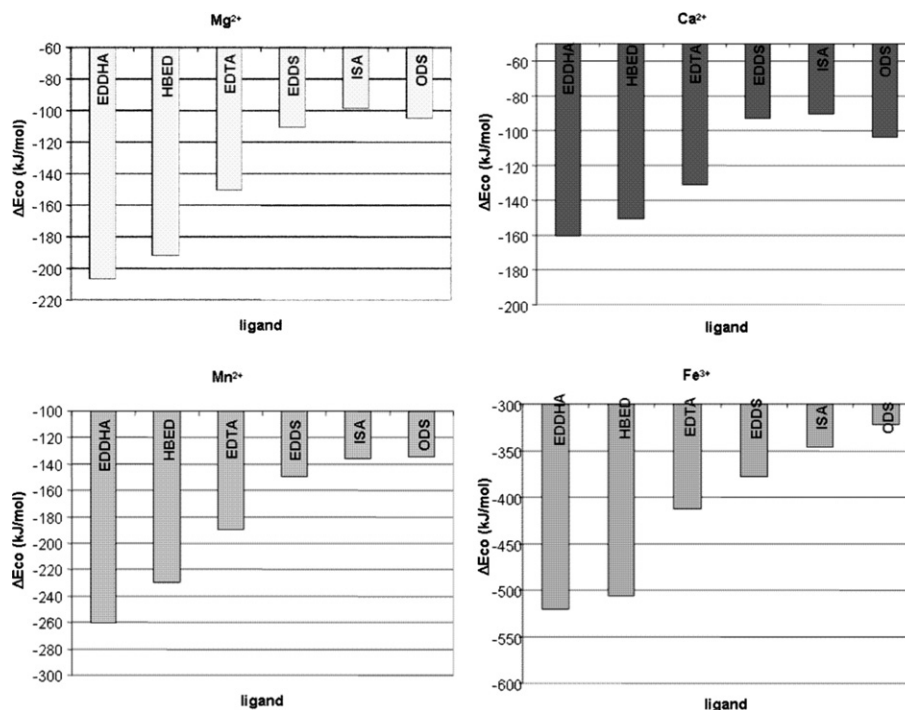 Mg2+
-60
-80
-100
-120
-140
-160
-180
-200
-220
ΔEco (kJ/mol)
EDDHA
HBED
EDTA
EDDS
ISA
ODS
ligand
Ca2+
-60
-80
-100
-120
-140
-160
-180
-200
ΔEco (kJ/mol)
EDDHA
HBED
EDTA
EDDS
ISA
ODS
ligand
Mn2+
-100
-120
-140
-160
-180
-200
-220
-240
-260
-280
-300
ΔEco (kJ/mol)
EDDHA
HBED
EDTA
EDDS
ISA
ODS
ligand
Fe3+
-300
-350
-400
-450
-500
-550
-600
ΔEco (kJ/mol)
EDDHA
HBED
EDTA
EDDS
ISA
ODS
ligand